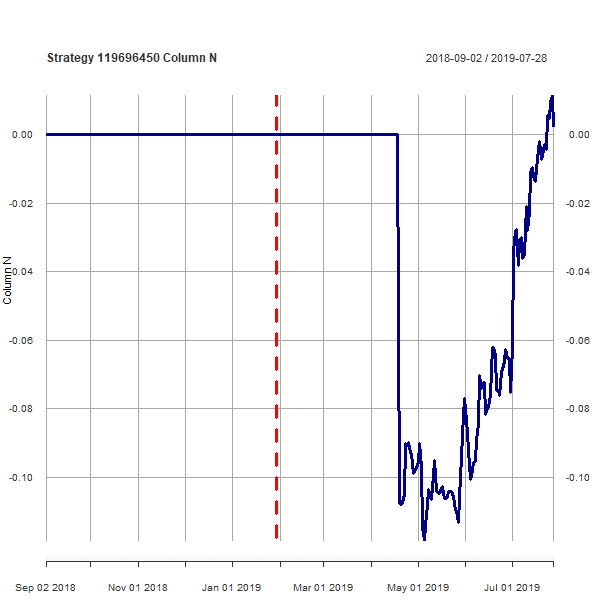 Strategy 119696450 Column N
2018-09-02 / 2019-07-28
0.00 0.00
-0.02 -0.02
-0.04 -0.04
-0.06 -0.06
-0.08 -0.08
-0.10 -0.10
Column N
Sep 02 2018 Nov 01 2018 Jan 01 2019 Mar 01 2019 May 01 2019 Jul 01 2019